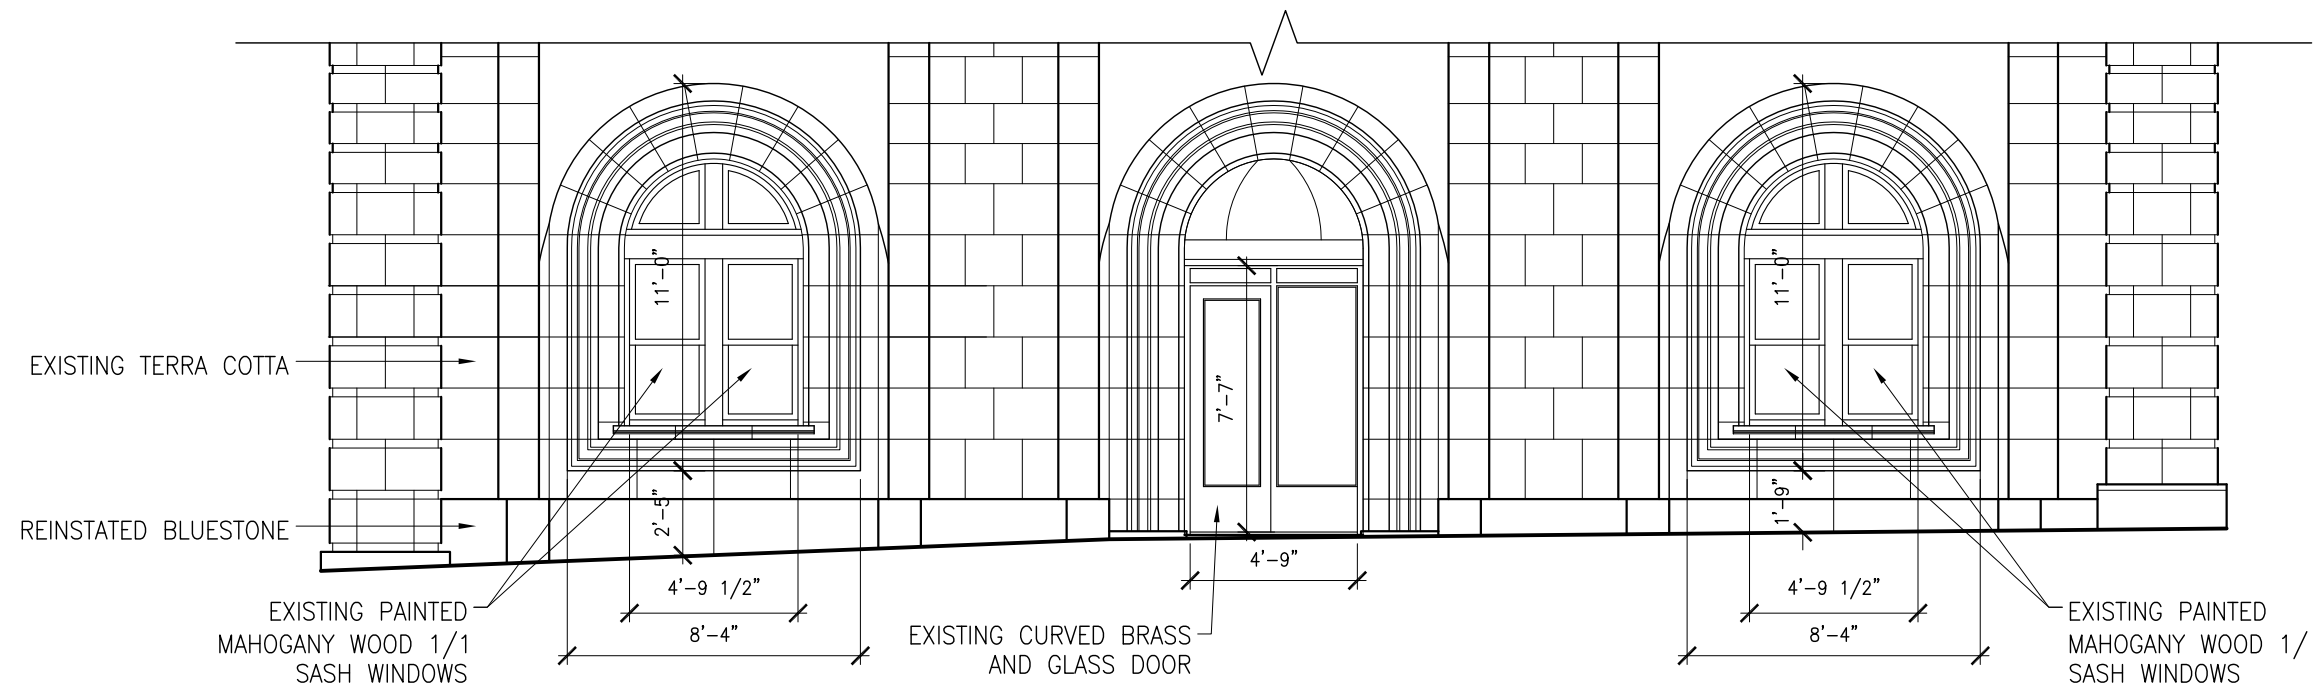 11'-0"
11'-0"
7'-7"
EXISTING TERRA COTTA
2'-5"
1'-9"
REINSTATED BLUESTONE
4'-9"
4'-9 1/2"
4'-9 1/2"
EXISTING PAINTED
MAHOGANY WOOD 1/1
SASH WINDOWS
8'-4"
EXISTING CURVED BRASS
AND GLASS DOOR
8'-4"
EXISTING PAINTED
MAHOGANY WOOD 1/
SASH WINDOWS